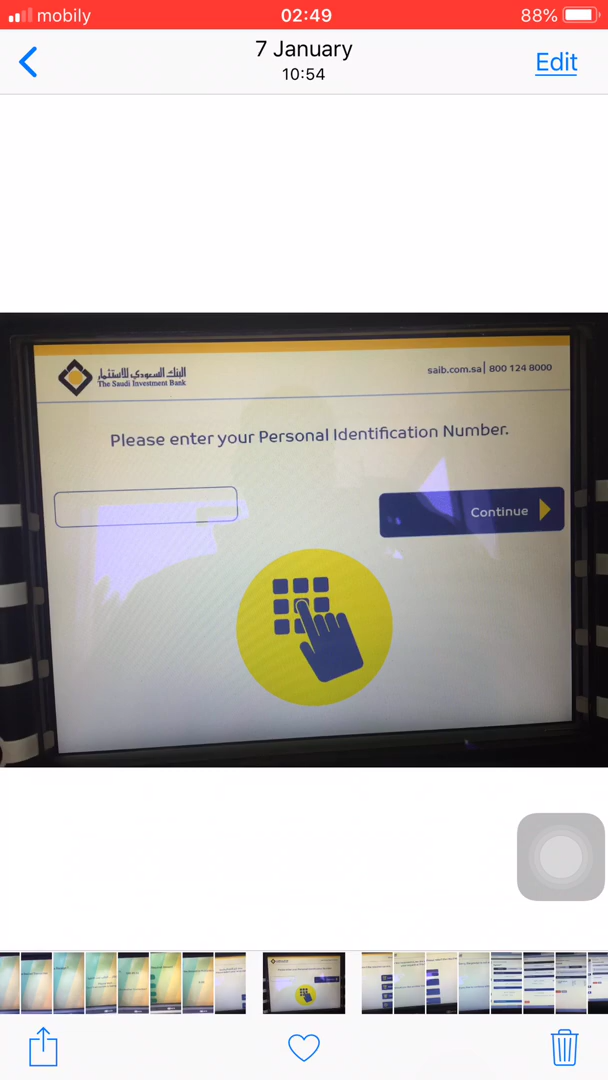 mobily
02:49
88%
7 January
10:54
Edit
البنك السعودي للاستثمار
The Saudi Investment Bank
saib.com.sa | 800 124 8000
Please enter your Personal Identification Number.
Continue